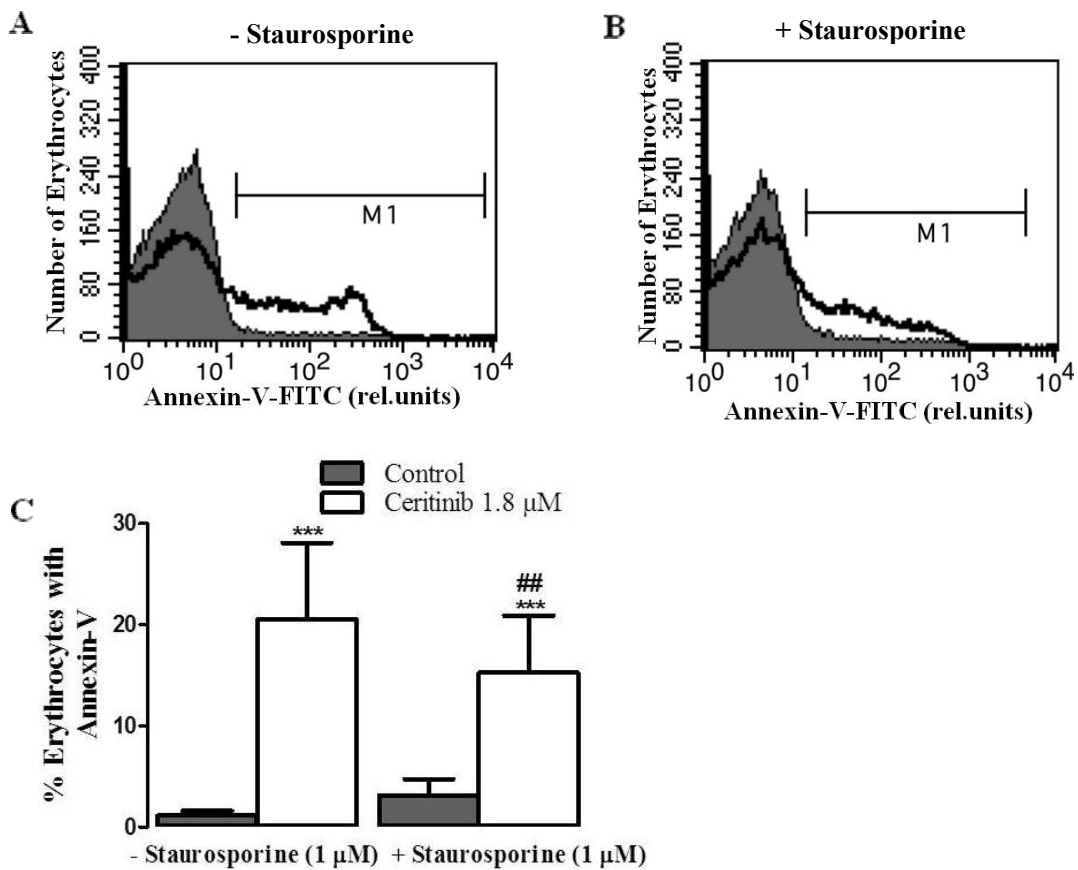 A
- Staurosporine
Number of Erythrocytes
400
320
240
160
80
0
M1
10^0 10^1 10^2 10^3 10^4
Annexin-V-FITC (rel.units)
B
+ Staurosporine
Number of Erythrocytes
400
320
240
160
80
0
M1
10^0 10^1 10^2 10^3 10^4
Annexin-V-FITC (rel.units)
C
Control
Ceritinib 1.8 μM
% Erythrocytes with
Annexin-V
30
20
10
0
***
##
***
- Staurosporine (1 μM) + Staurosporine (1 μM)